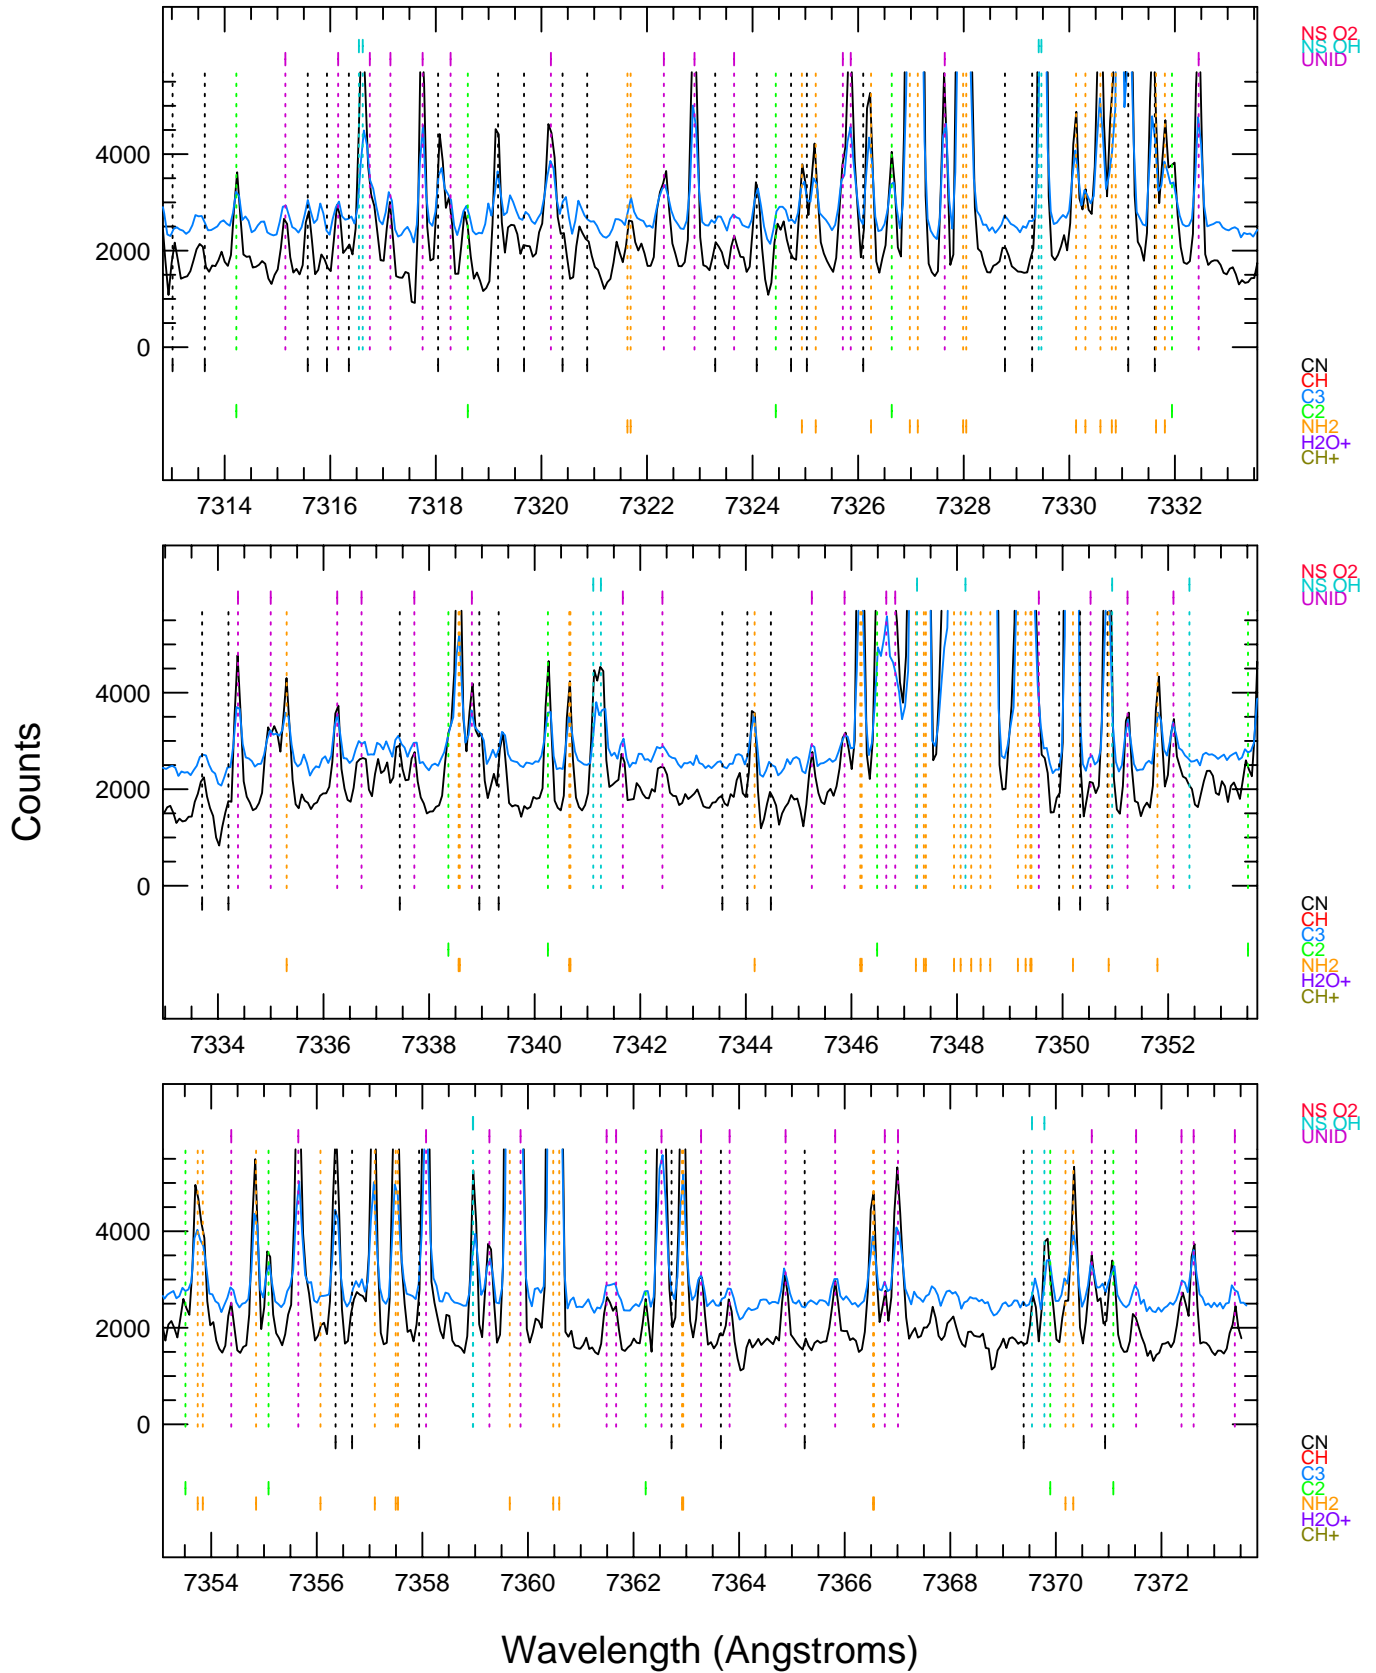 NS O2
NS OH
UNID
4000
2000
0
CN
CH
C3
C2
NH2
H2O+
CH+
7314 7316 7318 7320 7322 7324 7326 7328 7330 7332
NS O2
NS OH
UNID
4000
2000
0
CN
CH
C3
C2
NH2
H2O+
CH+
7334 7336 7338 7340 7342 7344 7346 7348 7350 7352
Counts
NS O2
NS OH
UNID
4000
2000
0
CN
CH
C3
C2
NH2
H2O+
CH+
7354 7356 7358 7360 7362 7364 7366 7368 7370 7372
Wavelength (Angstroms)